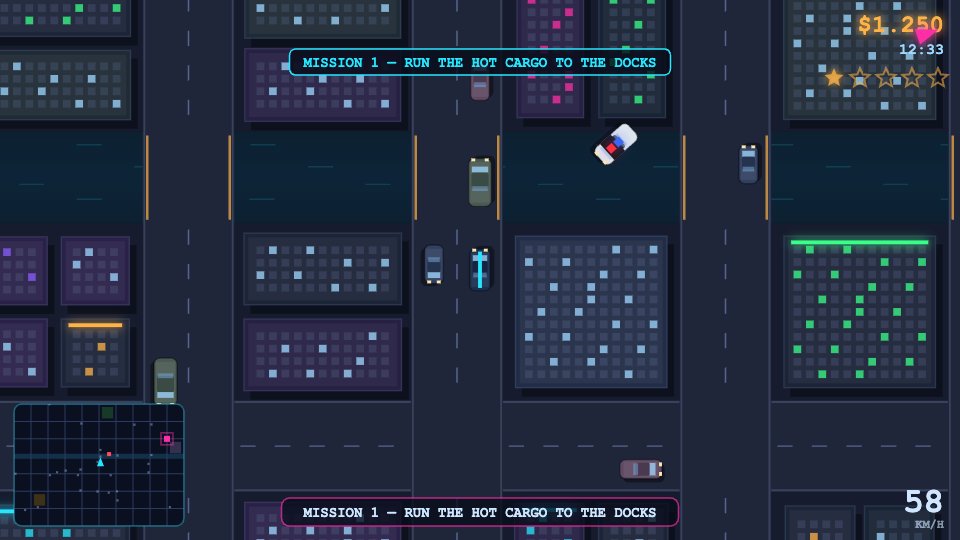 $1.250
MISSION 1 — RUN THE HOT CARGO TO THE DOCKS
12:33
MISSION 1 — RUN THE HOT CARGO TO THE DOCKS
58
KM/H